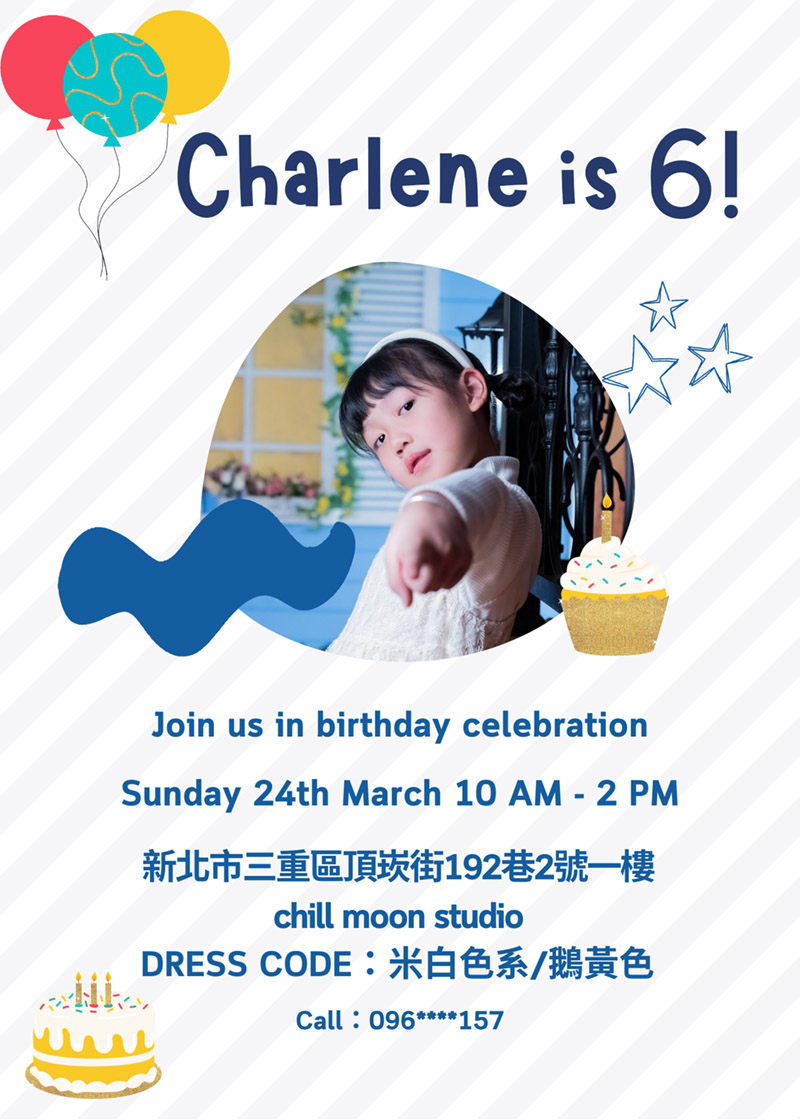 Charlene is 6!
Join us in birthday celebration
Sunday 24th March 10 AM - 2 PM
新北市三重區頂崁街192巷2號一樓
chill moon studio
DRESS CODE：米白色系/鵝黃色
Call：096****157